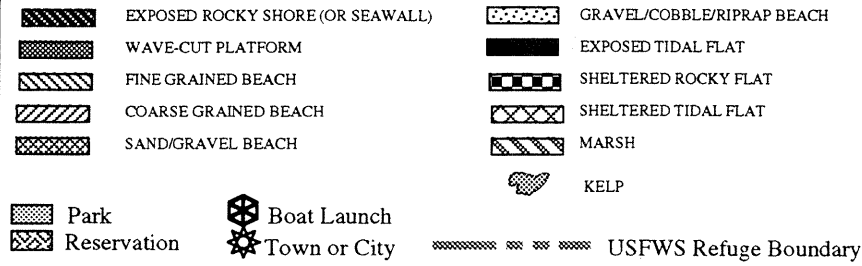 EXPOSED ROCKY SHORE (OR SEAWALL)
WAVE-CUT PLATFORM
FINE GRAINED BEACH
COARSE GRAINED BEACH
SAND/GRAVEL BEACH
GRAVEL/COBBLE/RIPRAP BEACH
EXPOSED TIDAL FLAT
SHELTERED ROCKY FLAT
SHELTERED TIDAL FLAT
MARSH
KELP
Park
Reservation
Boat Launch
Town or City
USFWS Refuge Boundary